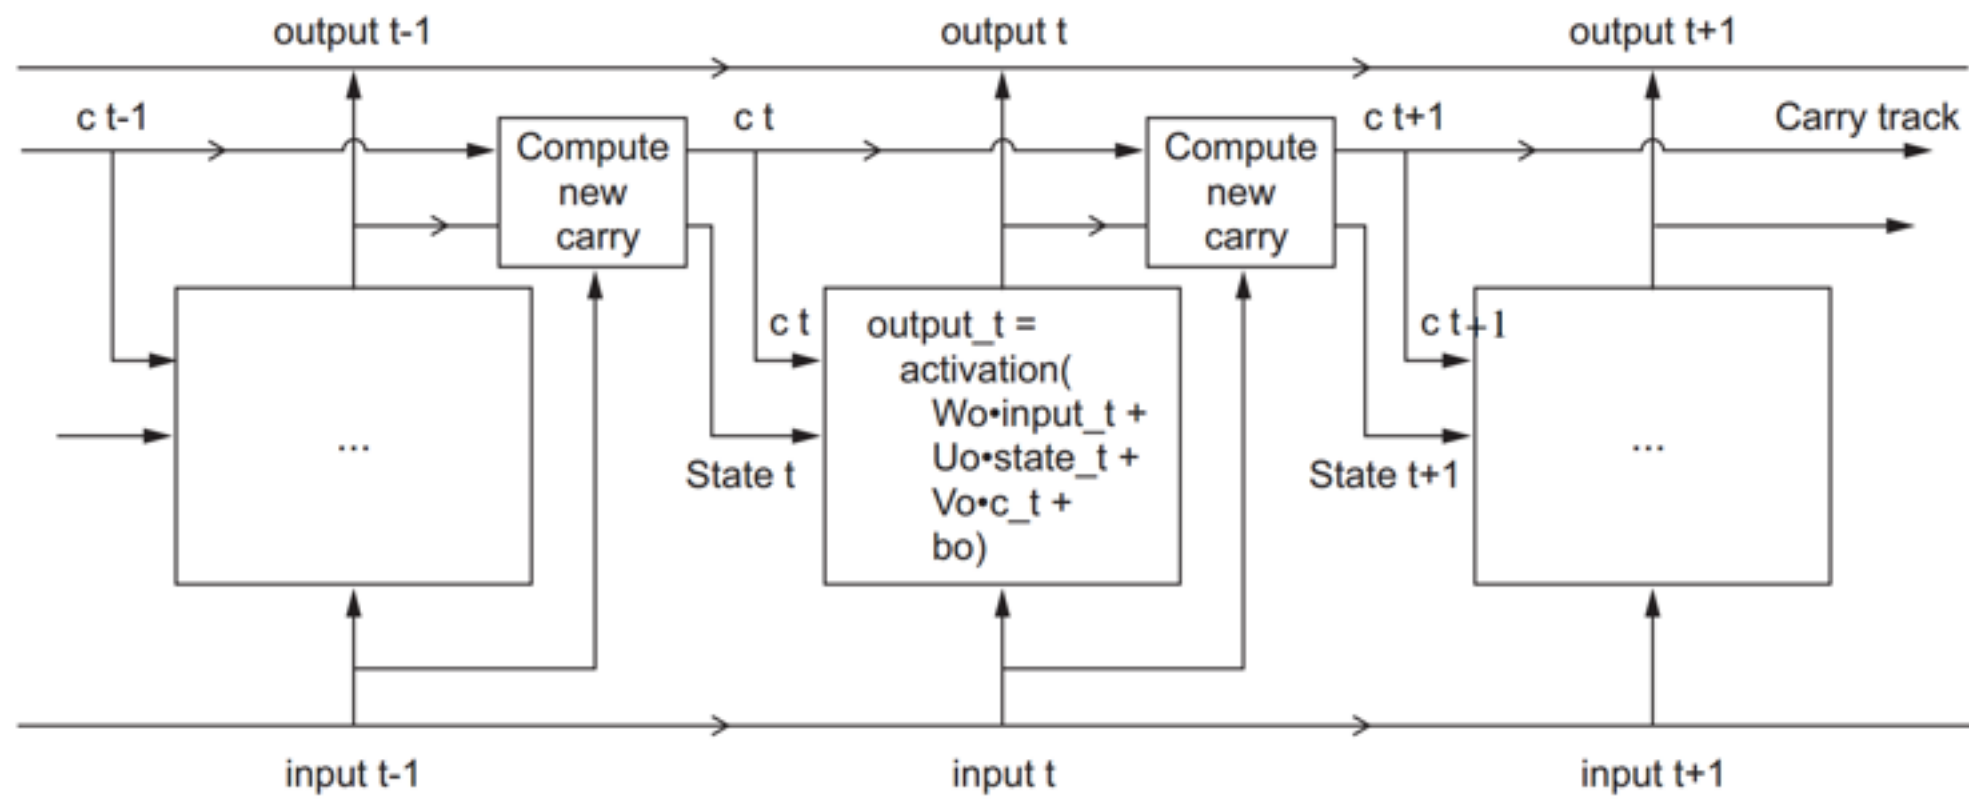 output t-1
output t
output t+1
c t-1
Compute
new
carry
c t
Compute
new
carry
c t+1
Carry track
...
c t
State t
output_t =
activation(
Wo•input_t +
Uo•state_t +
Vo•c_t +
bo)
c t+1
State t+1
...
input t-1
input t
input t+1